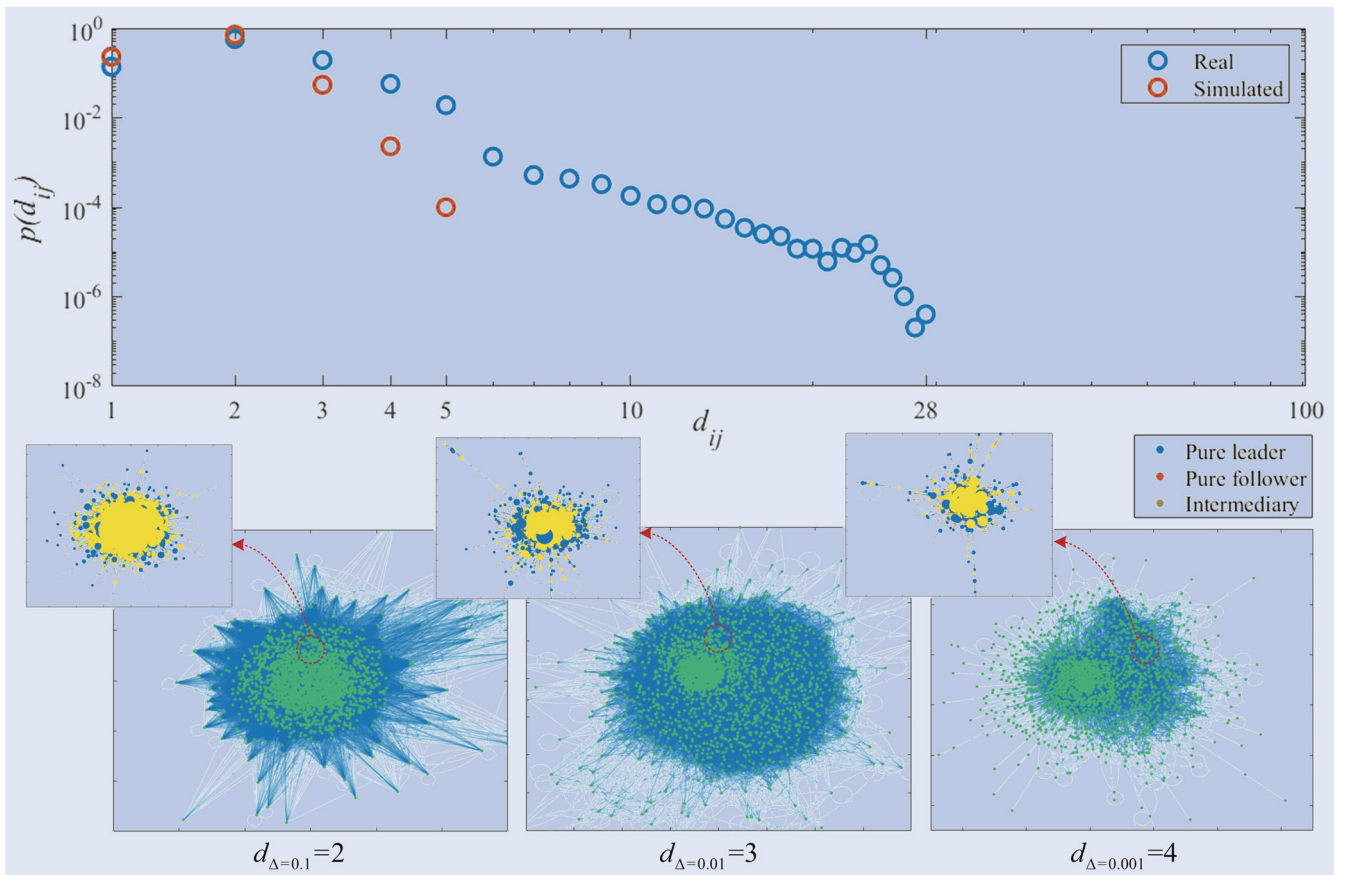 10^0
Real
Simulated
10^-2
p(d_ij)
10^-4
10^-6
10^-8
1 2 3 4 5 10 28 100
d_ij
Pure leader
Pure follower
Intermediary
d_Δ=0.1=2 d_Δ=0.01=3 d_Δ=0.001=4